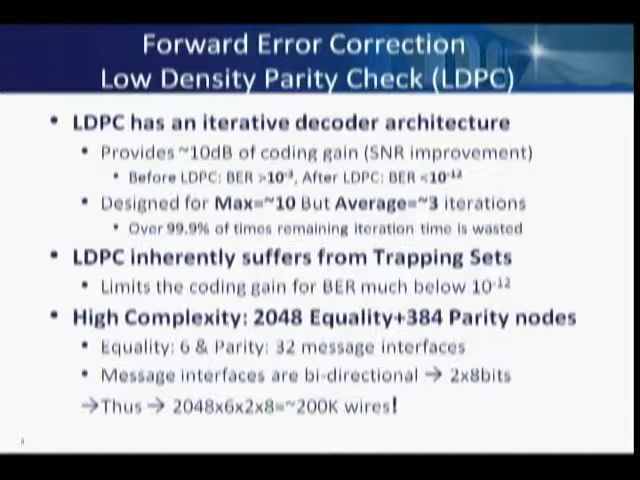 Forward Error Correction
Low Density Parity Check (LDPC)
• LDPC has an iterative decoder architecture
• Provides ~10dB of coding gain (SNR improvement)
• Before LDPC: BER >10⁻³, After LDPC: BER <10⁻¹²
• Designed for Max=~10 But Average=~3 iterations
• Over 99.9% of times remaining iteration time is wasted
• LDPC inherently suffers from Trapping Sets
• Limits the coding gain for BER much below 10⁻¹²
• High Complexity: 2048 Equality+384 Parity nodes
• Equality: 6 & Parity: 32 message interfaces
• Message interfaces are bi-directional → 2x8bits
→Thus → 2048x6x2x8=~200K wires!